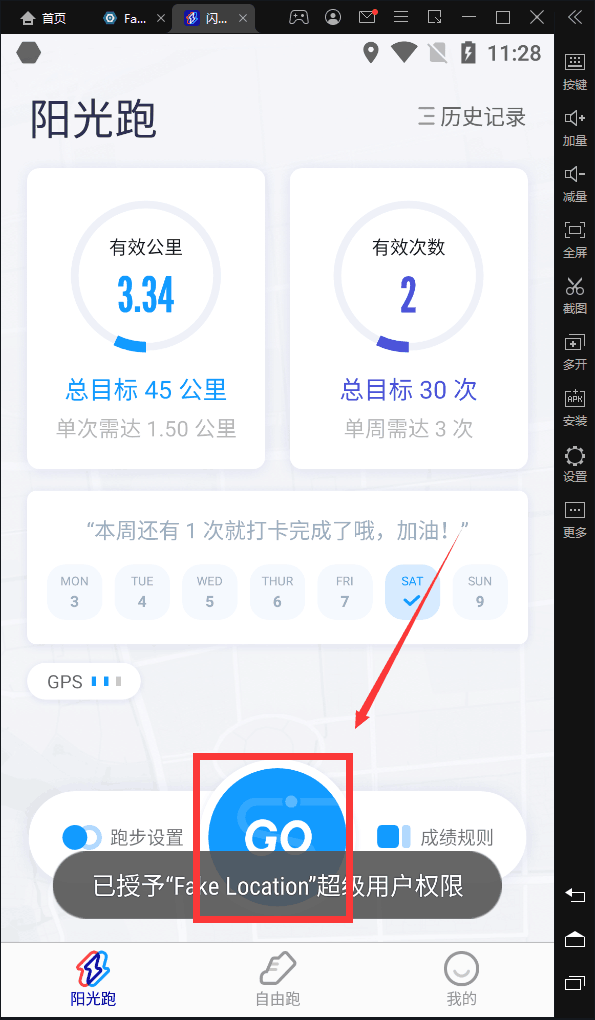 首页
Fa...
闪...
11:28
阳光跑
三历史记录
有效公里
3.34
总目标 45 公里
单次需达 1.50 公里
有效次数
2
总目标 30 次
单周需达 3 次
“本周还有 1 次就打卡完成了哦，加油！”
MON TUE WED THUR FRI SAT SUN
3 4 5 6 7 9
GPS
跑步设置
GO
成绩规则
已授予“Fake Location”超级用户权限
阳光跑
自由跑
我的
按键
加量
减量
全屏
截图
多开
APK
安装
设置
更多